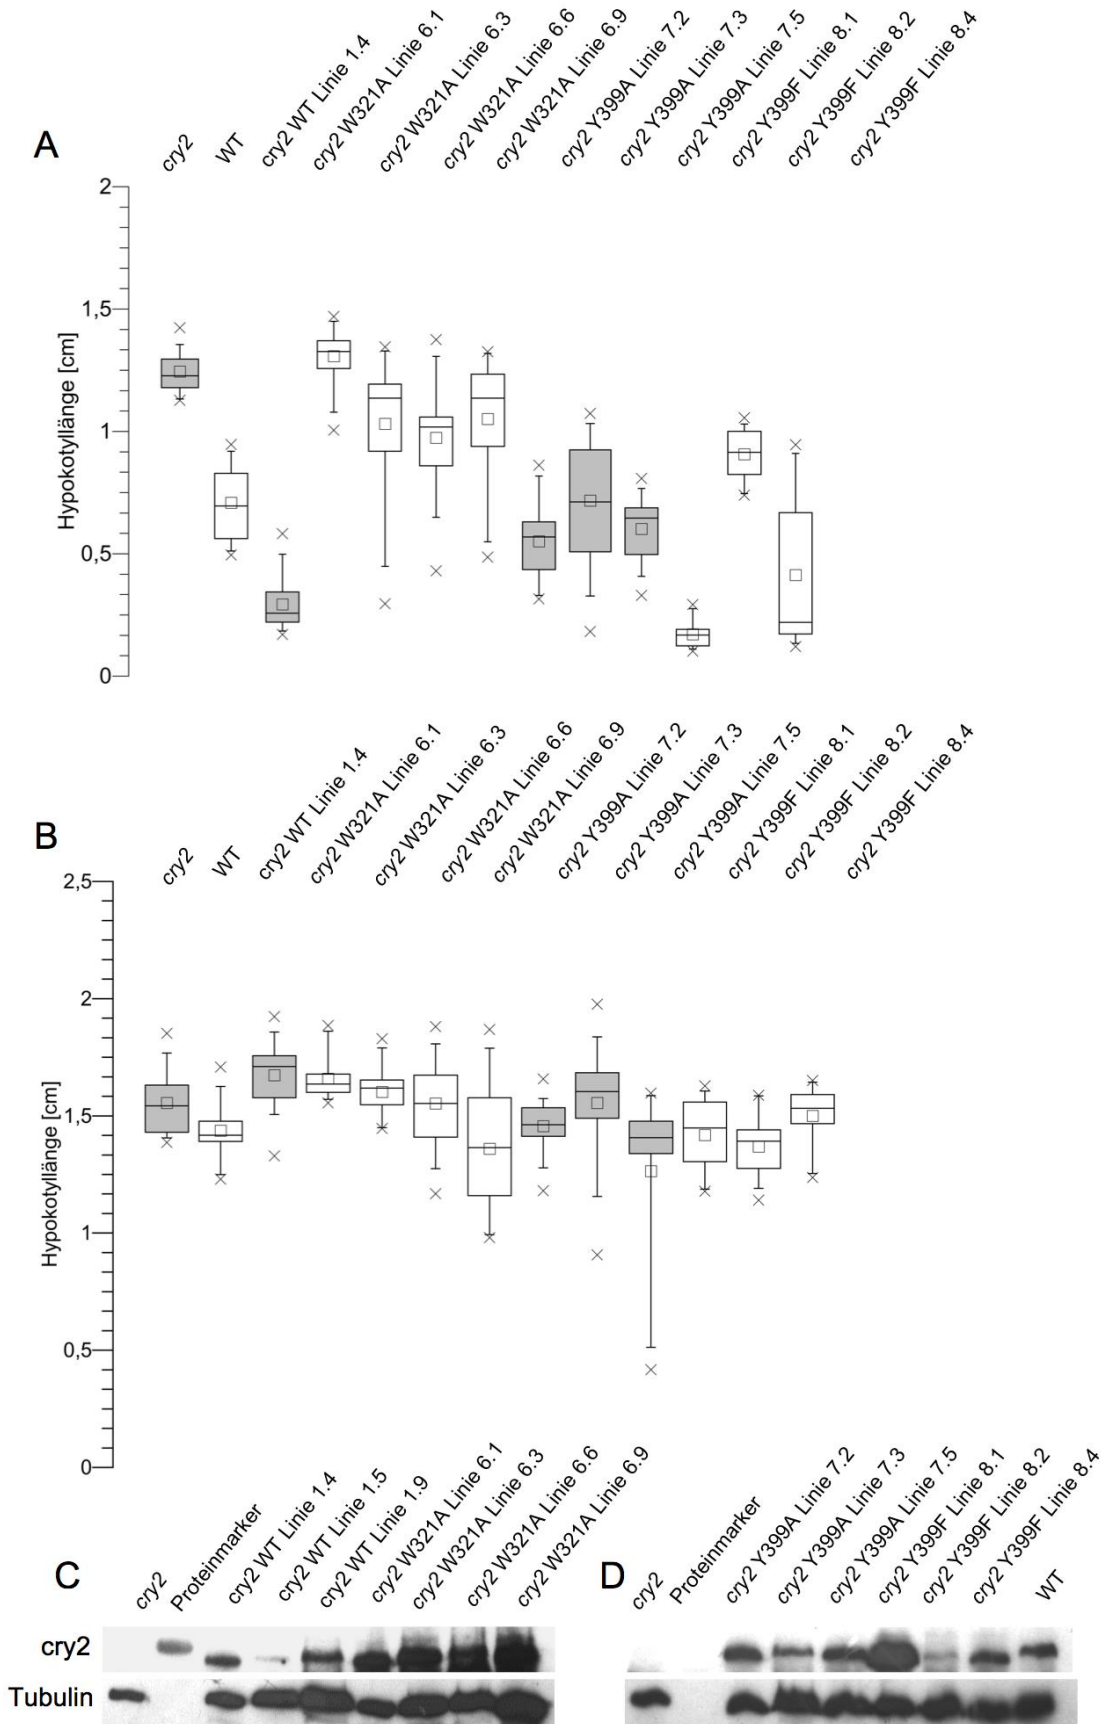 A
cry2
WT
cry2 WT Linie 1.4
cry2 W321A Linie 6.1
cry2 W321A Linie 6.3
cry2 W321A Linie 6.6
cry2 W321A Linie 6.9
cry2 Y399A Linie 7.2
cry2 Y399A Linie 7.3
cry2 Y399A Linie 7.5
cry2 Y399F Linie 8.1
cry2 Y399F Linie 8.2
cry2 Y399F Linie 8.4
Hypokotyllänge [cm]
2
1,5
1
0,5
0
B
cry2
WT
cry2 WT Linie 1.4
cry2 W321A Linie 6.1
cry2 W321A Linie 6.3
cry2 W321A Linie 6.6
cry2 W321A Linie 6.9
cry2 Y399A Linie 7.2
cry2 Y399A Linie 7.3
cry2 Y399A Linie 7.5
cry2 Y399F Linie 8.1
cry2 Y399F Linie 8.2
cry2 Y399F Linie 8.4
Hypokotyllänge [cm]
2,5
2
1,5
1
0,5
0
C
cry2
Proteinmarker
cry2 WT Linie 1.4
cry2 WT Linie 1.5
cry2 WT Linie 1.9
cry2 W321A Linie 6.1
cry2 W321A Linie 6.3
cry2 W321A Linie 6.6
cry2 W321A Linie 6.9
D
cry2
Proteinmarker
cry2 Y399A Linie 7.2
cry2 Y399A Linie 7.3
cry2 Y399A Linie 7.5
cry2 Y399F Linie 8.1
cry2 Y399F Linie 8.2
cry2 Y399F Linie 8.4
WT
cry2
Tubulin